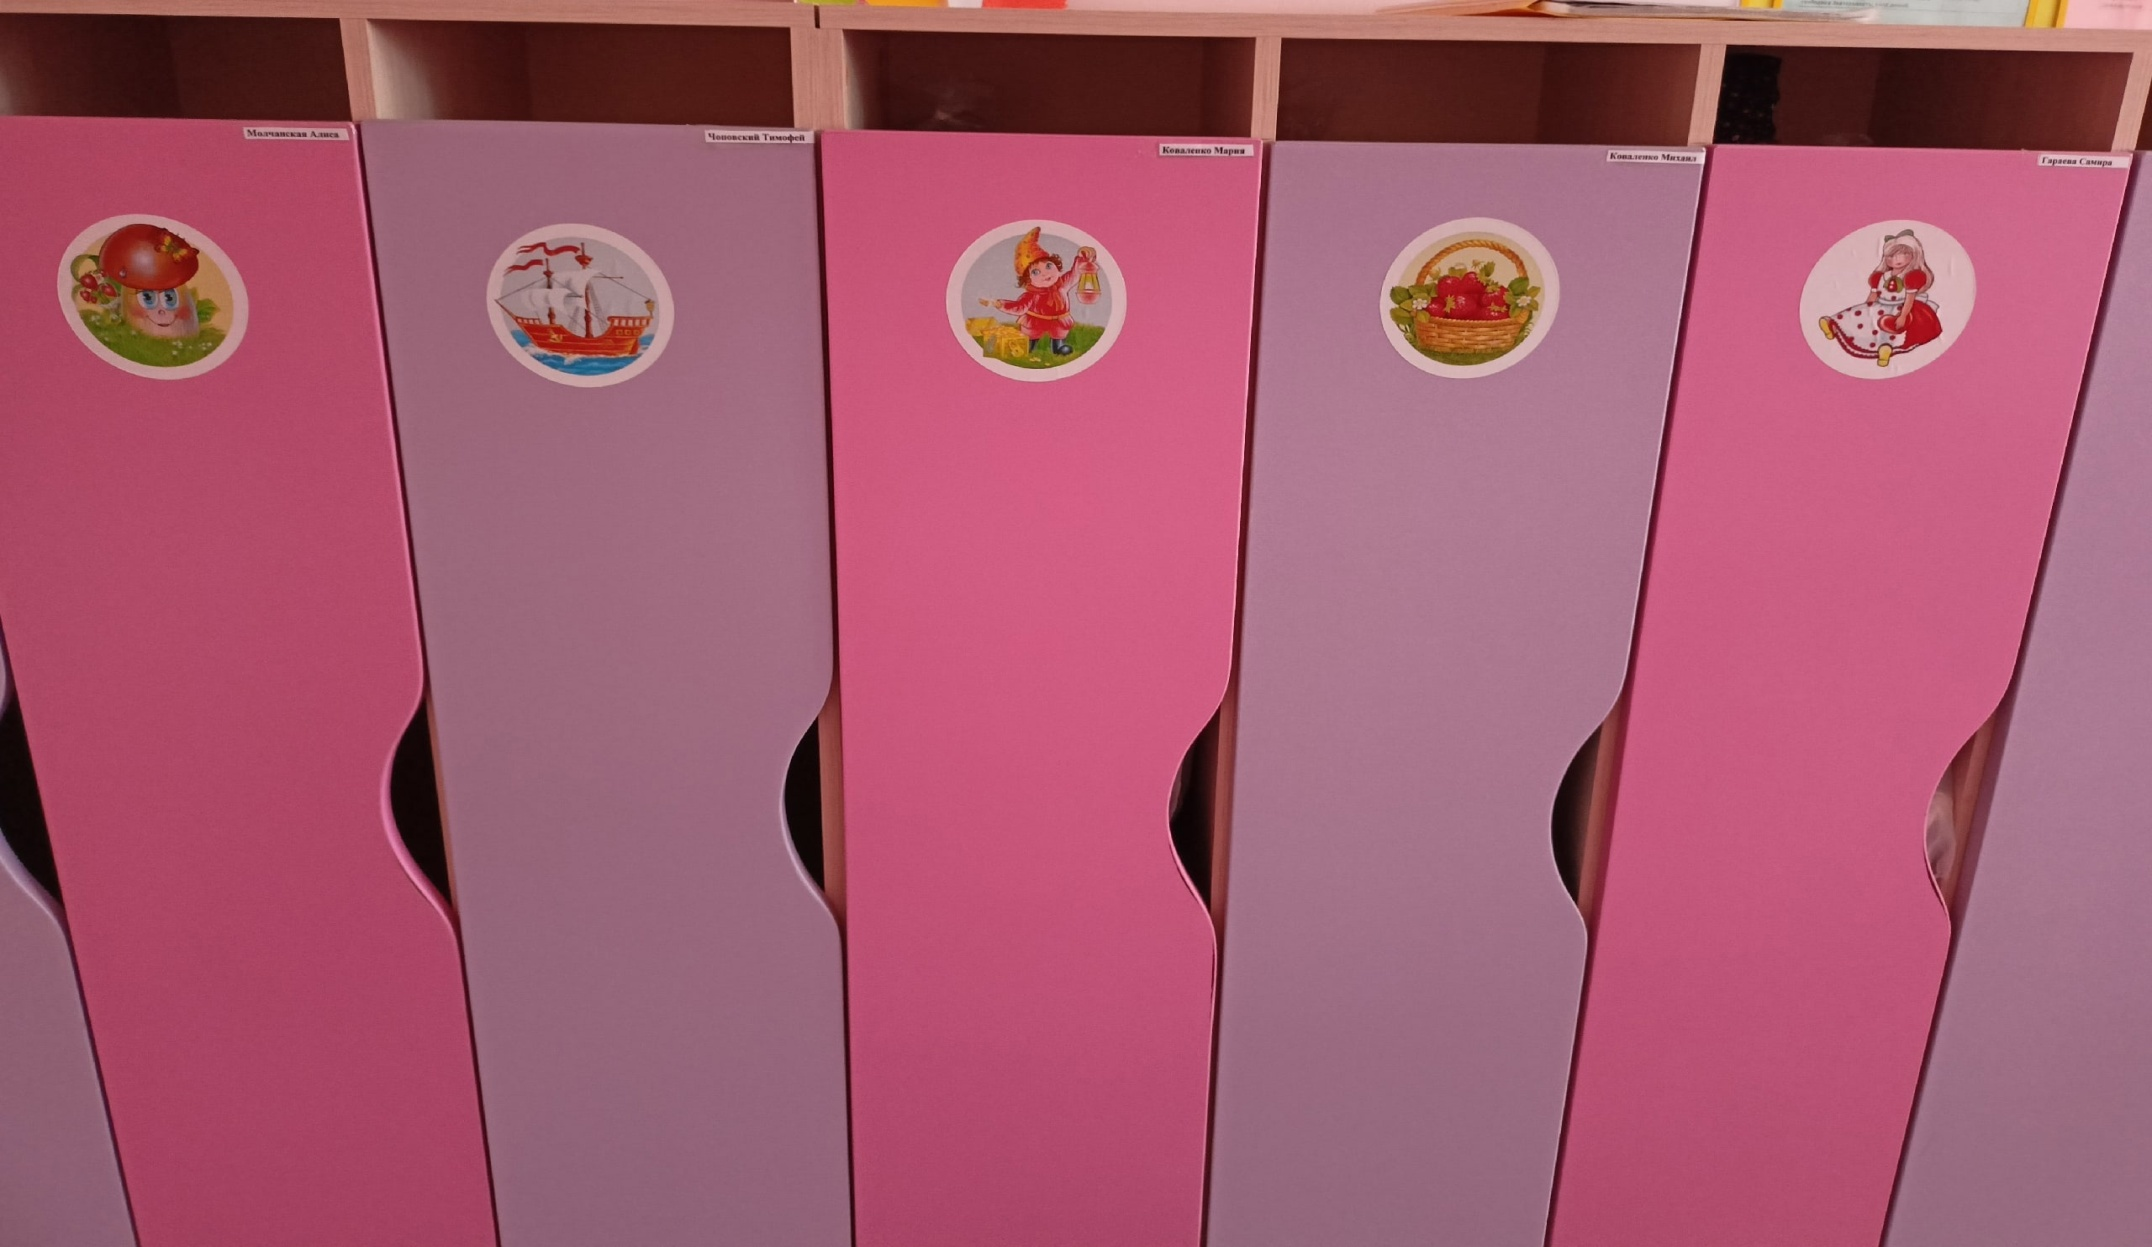 Молчанская Алиса
Чоповский Тимофей
Коваленко Мария
Коваленко Михаил
Гараева Самира